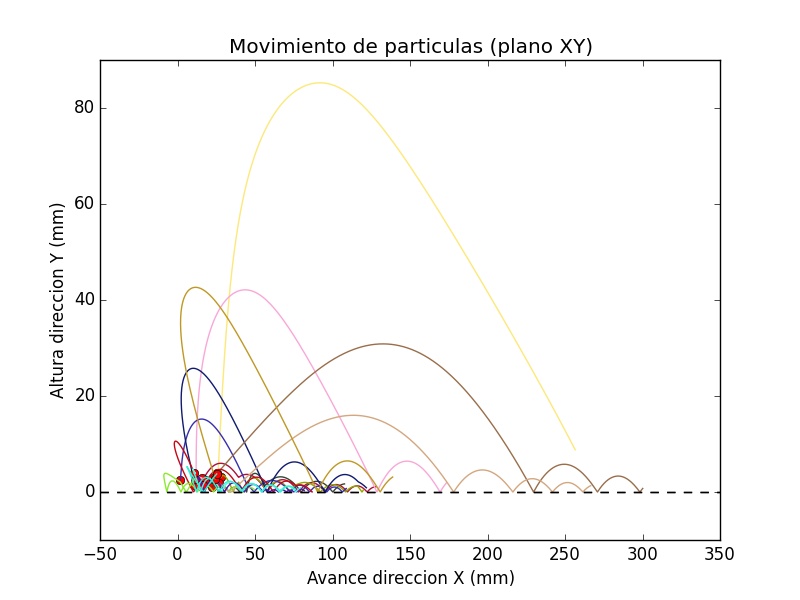 Movimiento de particulas (plano XY)
80
60
40
20
0
Altura direccion Y (mm)
−50 0 50 100 150 200 250 300 350
Avance direccion X (mm)